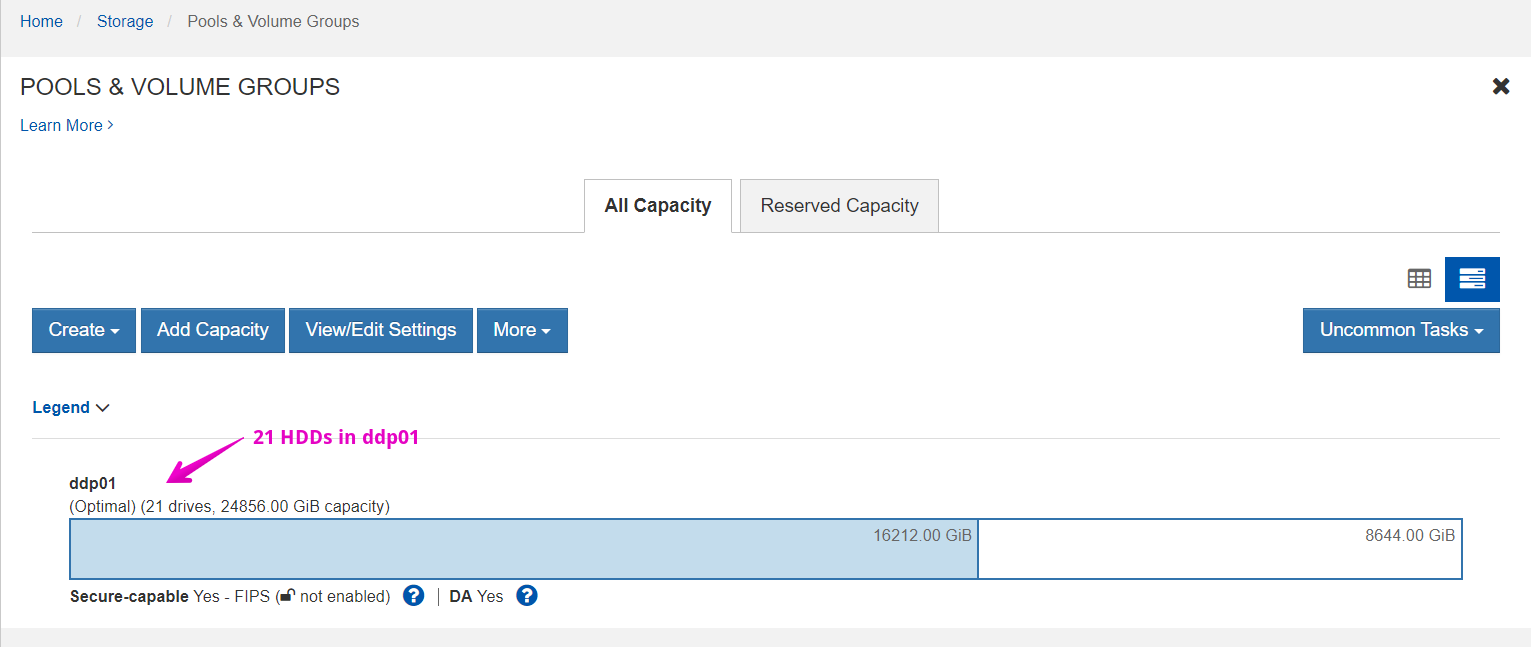 Home / Storage / Pools & Volume Groups
POOLS & VOLUME GROUPS
Learn More ›
All Capacity Reserved Capacity
Create Add Capacity View/Edit Settings More Uncommon Tasks
Legend
21 HDDs in ddp01
ddp01
(Optimal) (21 drives, 24856.00 GiB capacity)
16212.00 GiB 8644.00 GiB
Secure-capable Yes - FIPS ( not enabled) ? | DA Yes ?